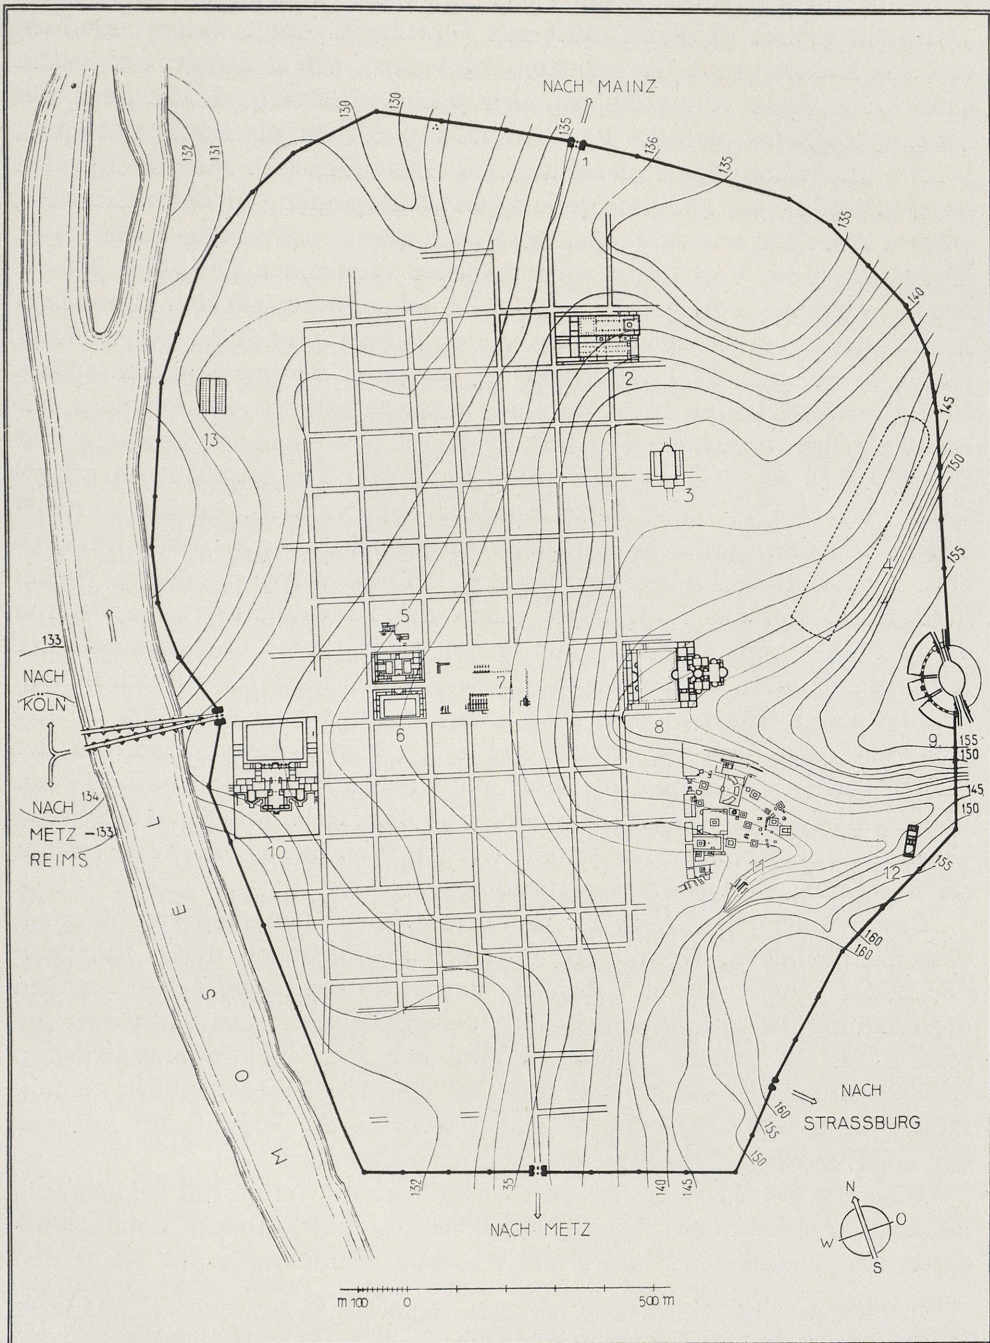 NACH MAINZ
130
130
135
1
136
135
132
131
135
140
2
13
145
3
150
4
155
5
133
NACH
KÖLN
7
6
8
9
155
150
145
150
NACH
METZ
REIMS
134
-133
10
11
12
155
160
160
MOSEL
NACH
STRASSBURG
160
155
150
132
35
140
145
NACH METZ
N
O
W
S
m 100 0 500 m